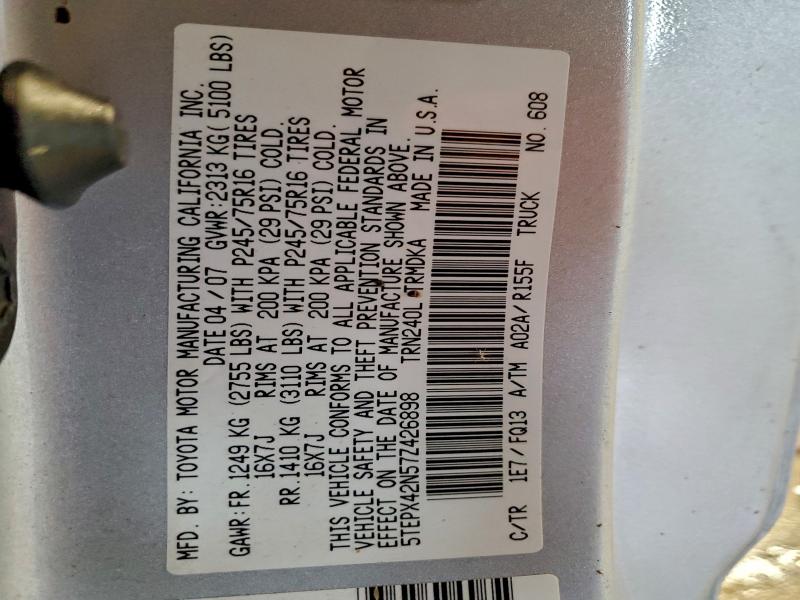 MFD. BY: TOYOTA MOTOR MANUFACTURING CALIFORNIA INC.
DATE 04 / 07 GVWR: 2313 KG( 5100 LBS)
GAWR: FR. 1249 KG (2755 LBS) WITH P245/75R16 TIRES
16X7J RIMS AT 200 KPA (29 PSI) COLD.
RR. 1410 KG (3110 LBS) WITH P245/75R16 TIRES
16X7J RIMS AT 200 KPA (29 PSI) COLD.
THIS VEHICLE CONFORMS TO ALL APPLICABLE FEDERAL MOTOR
VEHICLE SAFETY AND THEFT PREVENTION STANDARDS IN
EFFECT ON THE DATE OF MANUFACTURE SHOWN ABOVE.
5TEPX42N57Z426898 TRN240L-TRMDKA MADE IN U.S.A.
C/TR 1E7/FQ13 A/TM A02A/R155F TRUCK NO. 608